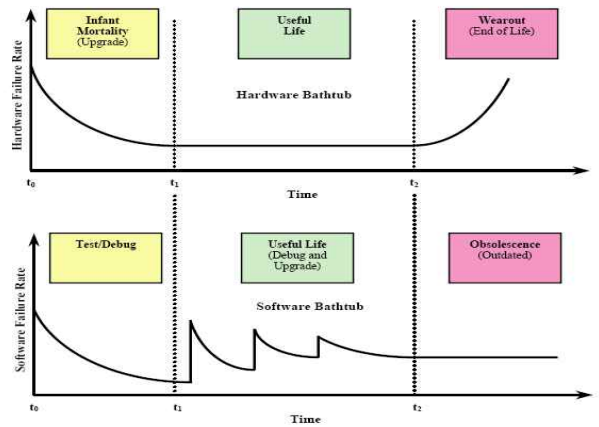 Infant
Mortality
(Upgrade)
Useful
Life
Wearout
(End of Life)
Hardware Failure Rate
Hardware Bathtub
t0
t1
t2
Time
Test/Debug
Useful Life
(Debug and
Upgrade)
Obsolescence
(Outdated)
Software Failure Rate
Software Bathtub
t0
t1
t2
Time